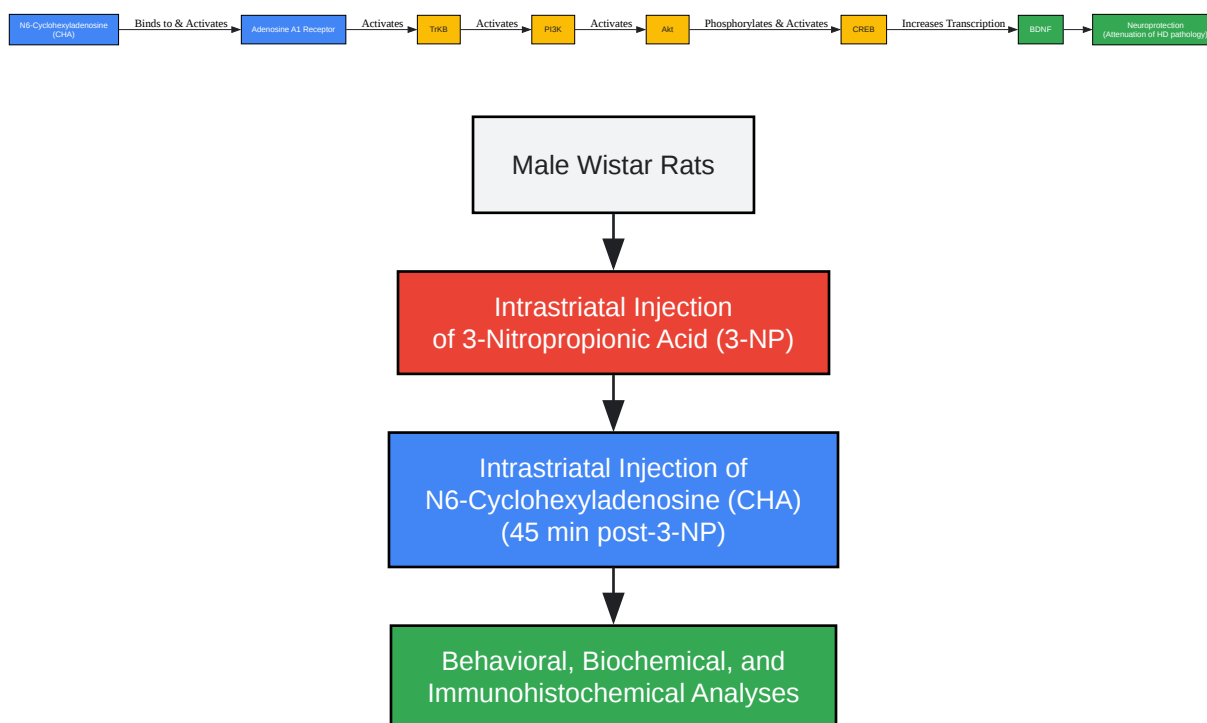 N6-Cyclohexyladenosine
(CHA)
Binds to & Activates
Adenosine A1 Receptor
Activates
TrKB
Activates
PI3K
Activates
Akt
Phosphorylates & Activates
CREB
Increases Transcription
BDNF
Neuroprotection
(Attenuation of HD pathology)
Male Wistar Rats
Intrastriatal Injection
of 3-Nitropropionic Acid (3-NP)
Intrastriatal Injection of
N6-Cyclohexyladenosine (CHA)
(45 min post-3-NP)
Behavioral, Biochemical, and
Immunohistochemical Analyses